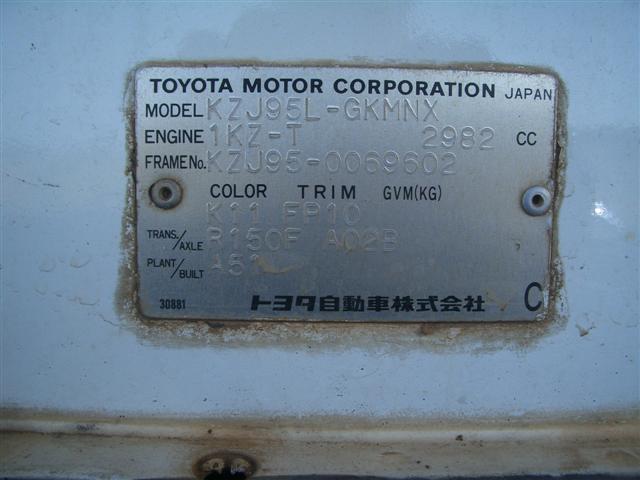 TOYOTA MOTOR CORPORATION JAPAN
MODEL KZJ95L-GKMNX
ENGINE 1KZ-T 2982 CC
FRAME No. KZJ95-0069602
COLOR TRIM GVM(KG)
K11 FP10
TRANS./AXLE R150F A02B
PLANT/BUILT A51
30881 トヨタ自動車株式会社 C